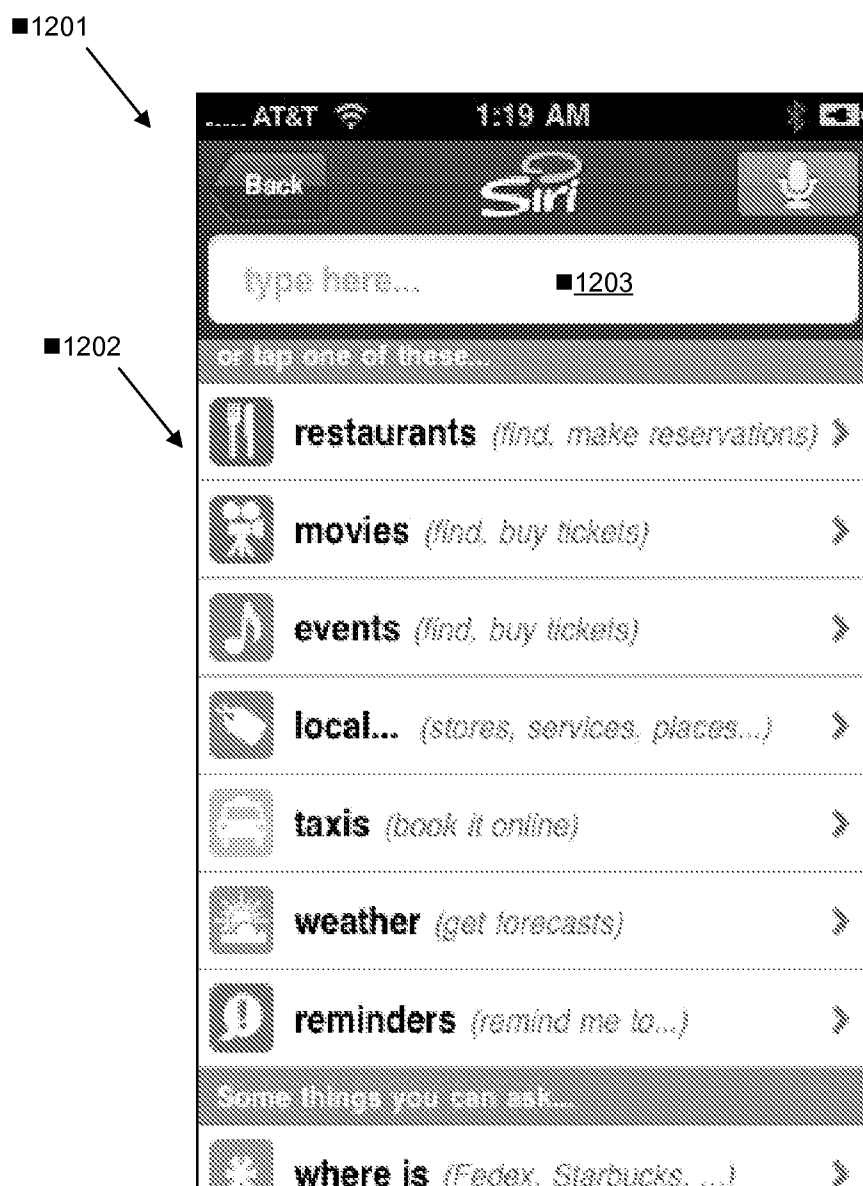 ■1201
AT&T 1:19 AM
Back Siri
type here... ■1203
■1202
or tap one of these...
restaurants (find, make reservations)
movies (find, buy tickets)
events (find, buy tickets)
local... (stores, services, places...)
taxis (book it online)
weather (get forecasts)
reminders (remind me to...)
Some things you can ask...
where is (Fedex, Starbucks, ...)